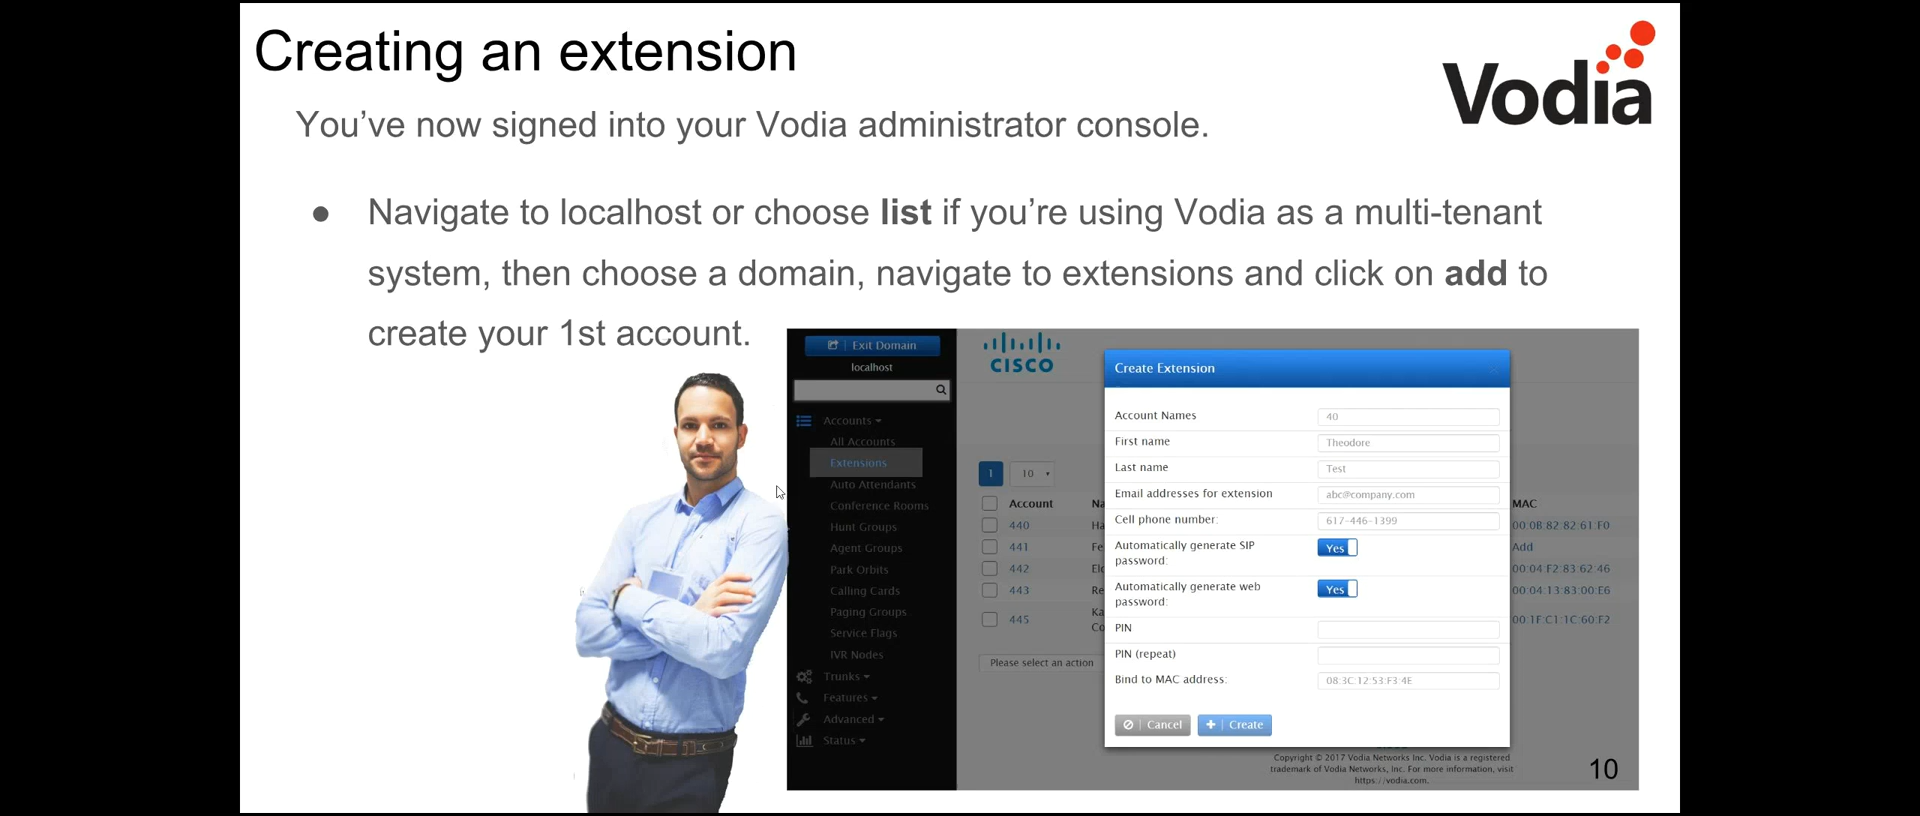 Creating an extension
Vodia
You’ve now signed into your Vodia administrator console.
● Navigate to localhost or choose list if you’re using Vodia as a multi-tenant
system, then choose a domain, navigate to extensions and click on add to
create your 1st account.
Exit Domain
localhost
Accounts
All Accounts
Extensions
Auto Attendants
Conference Rooms
Hunt Groups
Agent Groups
Park Orbits
Calling Cards
Paging Groups
Service Flags
IVR Nodes
Trunks
Features
Advanced
Status
CISCO
1 10
Account Na MAC
440 Ha 00:0B:82:82:61:F0
441 Fe Add
442 00:04:F2:83:62:46
443 Re 00:04:13:83:00:E6
445 Ka
Co 00:1F:C1:1C:60:F2
Please select an action
Create Extension
Account Names 40
First name Theodore
Last name Test
Email addresses for extension abc@company.com
Cell phone number: 617-446-1399
Automatically generate SIP
password: Yes
Automatically generate web
password: Yes
PIN
PIN (repeat)
Bind to MAC address: 08:3C:12:53:F3:4E
Cancel Create
Copyright © 2017 Vodia Networks Inc. Vodia is a registered
trademark of Vodia Networks, Inc. For more information, visit
https://vodia.com.
10